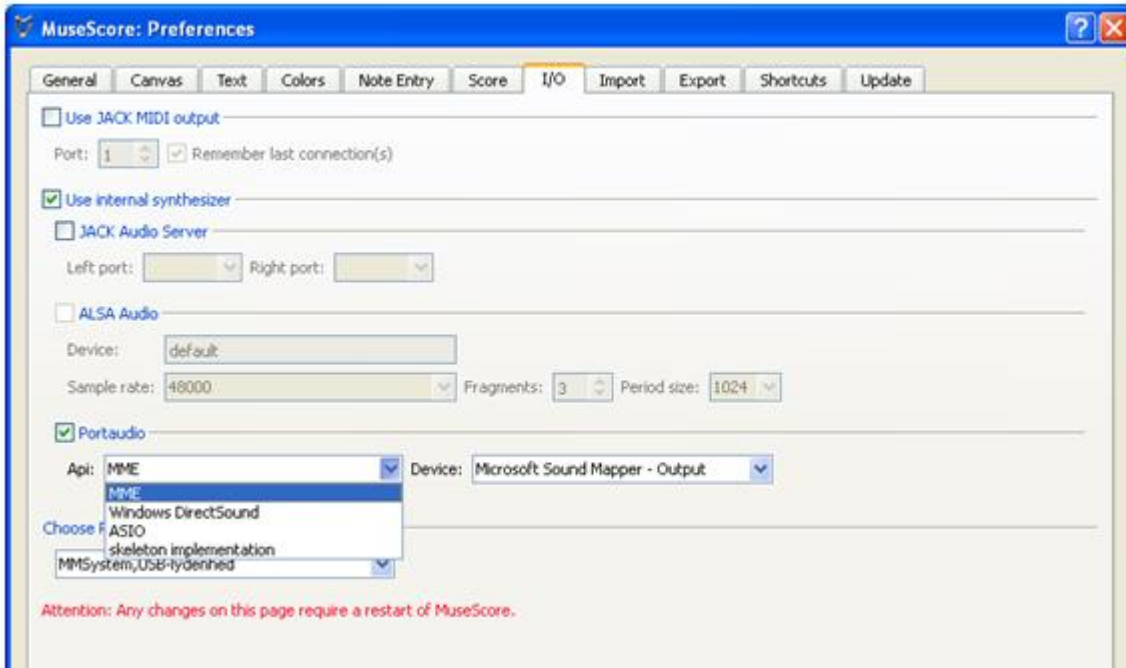 MuseScore: Preferences
General Canvas Text Colors Note Entry Score I/O Import Export Shortcuts Update
Use JACK MIDI output
Port: 1 Remember last connection(s)
Use internal synthesizer
JACK Audio Server
Left port: Right port:
ALSA Audio
Device: default
Sample rate: 48000 Fragments: 3 Period size: 1024
Portaudio
Api: MME Device: Microsoft Sound Mapper - Output
MME
Windows DirectSound
Choose
ASIO
skeleton implementation
MMSystem,USB-lydenhed
Attention: Any changes on this page require a restart of MuseScore.